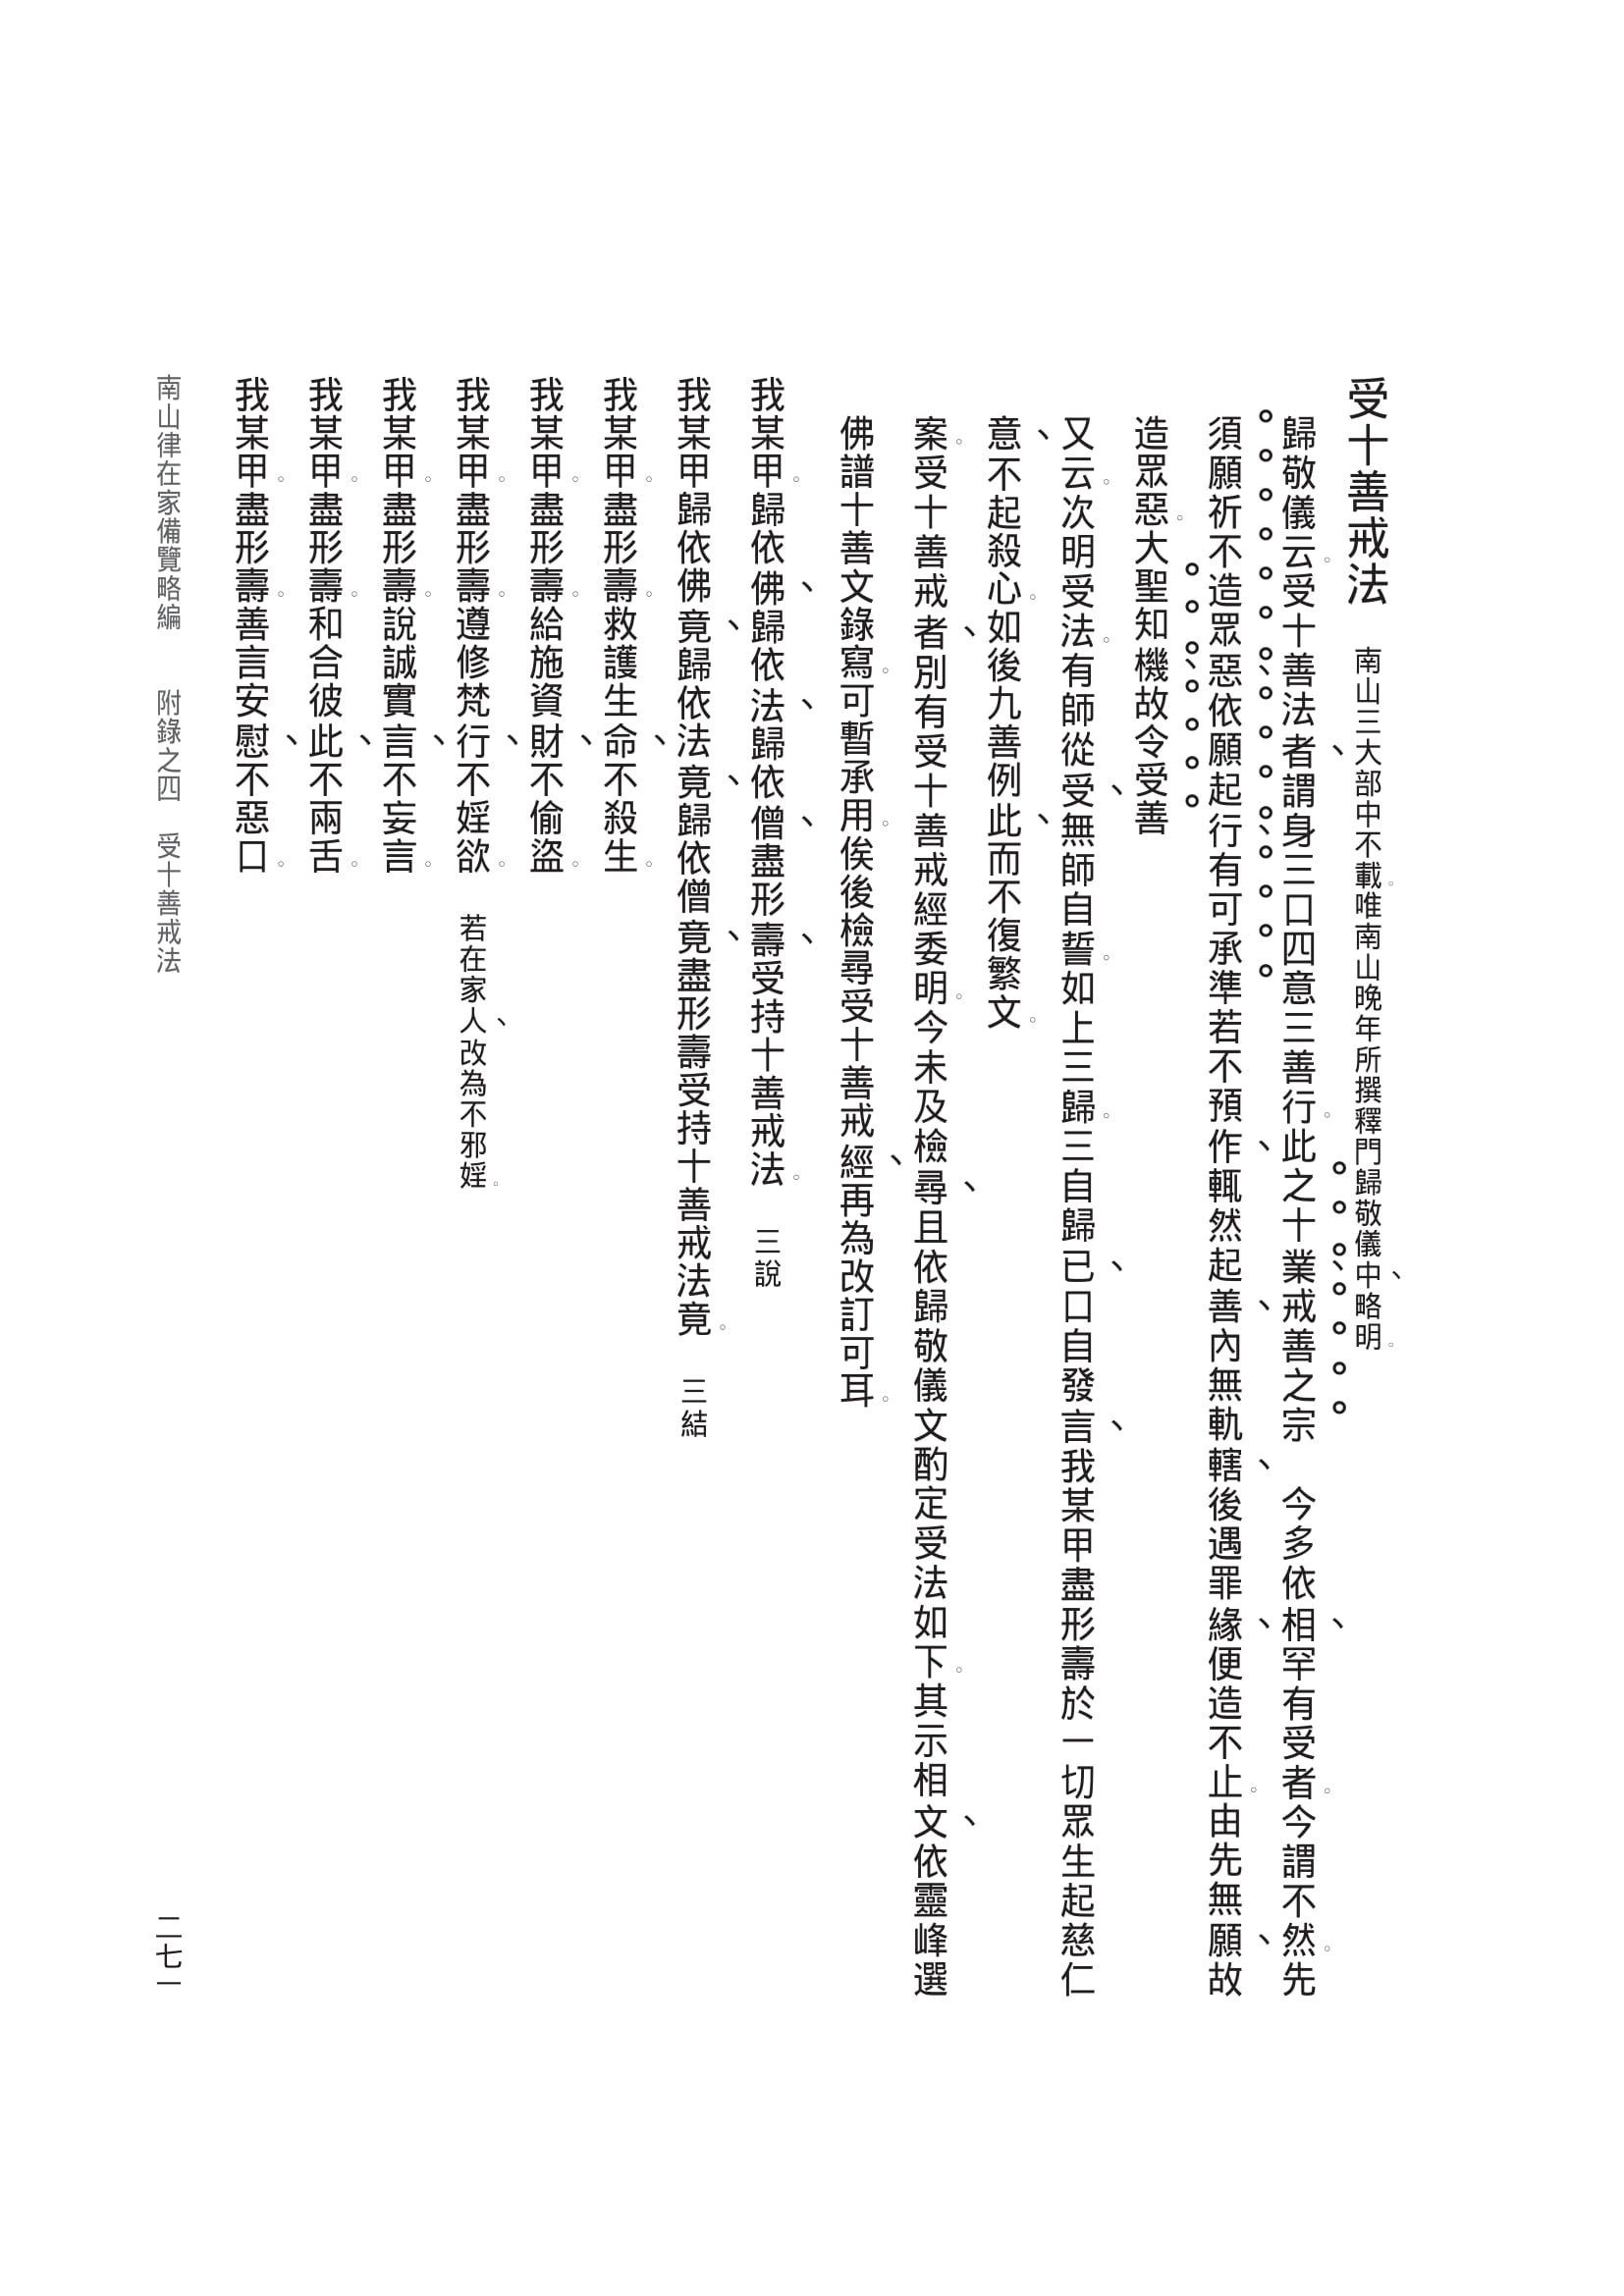 受十善戒法　南山三大部中不載。唯南山晚年所撰釋門歸敬儀中、略明。
歸敬儀云。受十善法者、謂身三口四意三善行。此之十業、戒善之宗　今多依相、罕有受者。今謂不然。先
須願祈不造眾、惡依願起行、有可承準若不預作、輒然起善、內無軌轄、後遇罪緣、便造不止。由先無願、故
造眾惡。大聖知、機故令受善
又云。次明受法。有師從受、無師自誓。如上三歸。三自歸已、口自發言、我某甲盡形壽於一切眾生起慈仁
意、不起殺心。如後九善例此、而不復繁文。
案。受十善戒者、別有受十善戒經委明。今未及檢尋、且依歸敬儀文酌定受法如下。其示相文、依靈峰選
佛譜十善文錄寫。可暫承用。俟後檢尋受十善戒經、再為改訂可耳。
我某甲。歸依佛、歸依法、歸依僧、盡形壽、受持十善戒法。　三說
我某甲歸依佛竟、歸依法竟、歸依僧竟、盡形壽受持十善戒法竟。　三結
我某甲。盡形壽。救護生命、不殺生。
我某甲。盡形壽。給施資財、不偷盜。
我某甲。盡形壽。遵修梵行、不婬欲。　若在家人、改為不邪婬。
我某甲。盡形壽。說誠實言、不妄言。
我某甲。盡形壽。和合彼此、不兩舌。
我某甲。盡形壽。善言安慰、不惡口。
南山律在家備覽略編　附錄之四　受十善戒法
二七一